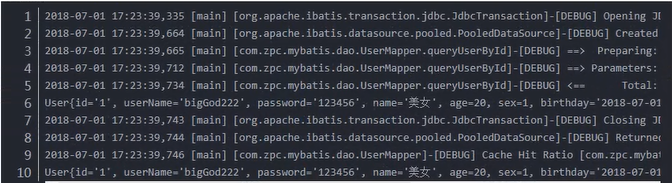 1 2018-07-01 17:23:39,335 [main] [org.apache.ibatis.transaction.jdbc.JdbcTransaction]-[DEBUG] Opening JD
2 2018-07-01 17:23:39,664 [main] [org.apache.ibatis.datasource.pooled.PooledDataSource]-[DEBUG] Created
3 2018-07-01 17:23:39,665 [main] [com.zpc.mybatis.dao.UserMapper.queryUserById]-[DEBUG] ==>  Preparing:
4 2018-07-01 17:23:39,712 [main] [com.zpc.mybatis.dao.UserMapper.queryUserById]-[DEBUG] ==> Parameters:
5 2018-07-01 17:23:39,734 [main] [com.zpc.mybatis.dao.UserMapper.queryUserById]-[DEBUG] <==      Total:
6 User{id='1', userName='bigGod222', password='123456', name='美女', age=20, sex=1, birthday='2018-07-01
7 2018-07-01 17:23:39,743 [main] [org.apache.ibatis.transaction.jdbc.JdbcTransaction]-[DEBUG] Closing JD
8 2018-07-01 17:23:39,744 [main] [org.apache.ibatis.datasource.pooled.PooledDataSource]-[DEBUG] Returned
9 2018-07-01 17:23:39,746 [main] [com.zpc.mybatis.dao.UserMapper]-[DEBUG] Cache Hit Ratio [com.zpc.mybat
10 User{id='1', userName='bigGod222', password='123456', name='美女', age=20, sex=1, birthday='2018-07-01